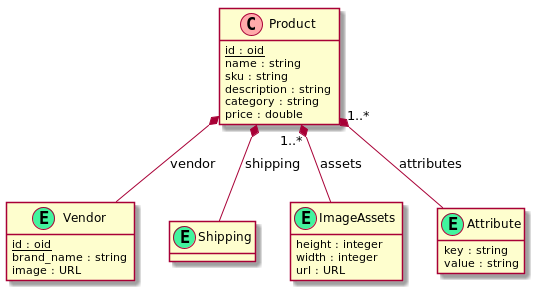 C Product
id : oid
name : string
sku : string
description : string
category : string
price : double
1..*
1..*
vendor
shipping
assets
attributes
E Vendor
id : oid
brand_name : string
image : URL
E Shipping
E ImageAssets
height : integer
width : integer
url : URL
E Attribute
key : string
value : string